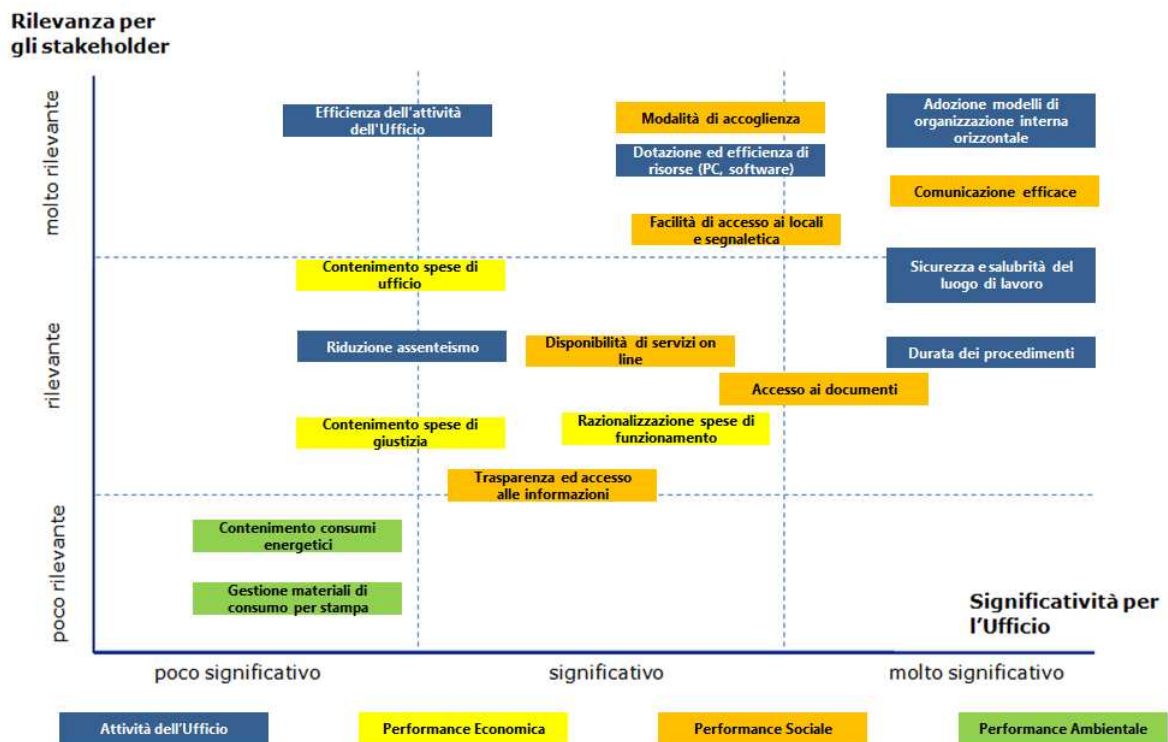 Rilevanza per
gli stakeholder
molto rilevante
rilevante
poco rilevante
Efficienza dell'attività
dell'Ufficio
Modalità di accoglienza
Adozione modelli di
organizzazione interna
orizzontale
Dotazione ed efficienza di
risorse (PC, software)
Comunicazione efficace
Facilità di accesso ai locali
e segnaletica
Contenimento spese di
ufficio
Sicurezza e salubrità del
luogo di lavoro
Riduzione assenteismo
Disponibilità di servizi on
line
Durata dei procedimenti
Accesso ai documenti
Contenimento spese di
giustizia
Razionalizzazione spese di
funzionamento
Trasparenza ed accesso
alle informazioni
Contenimento consumi
energetici
Gestione materiali di
consumo per stampa
Significatività per
l'Ufficio
poco significativo
significativo
molto significativo
Attività dell'Ufficio
Performance Economica
Performance Sociale
Performance Ambientale